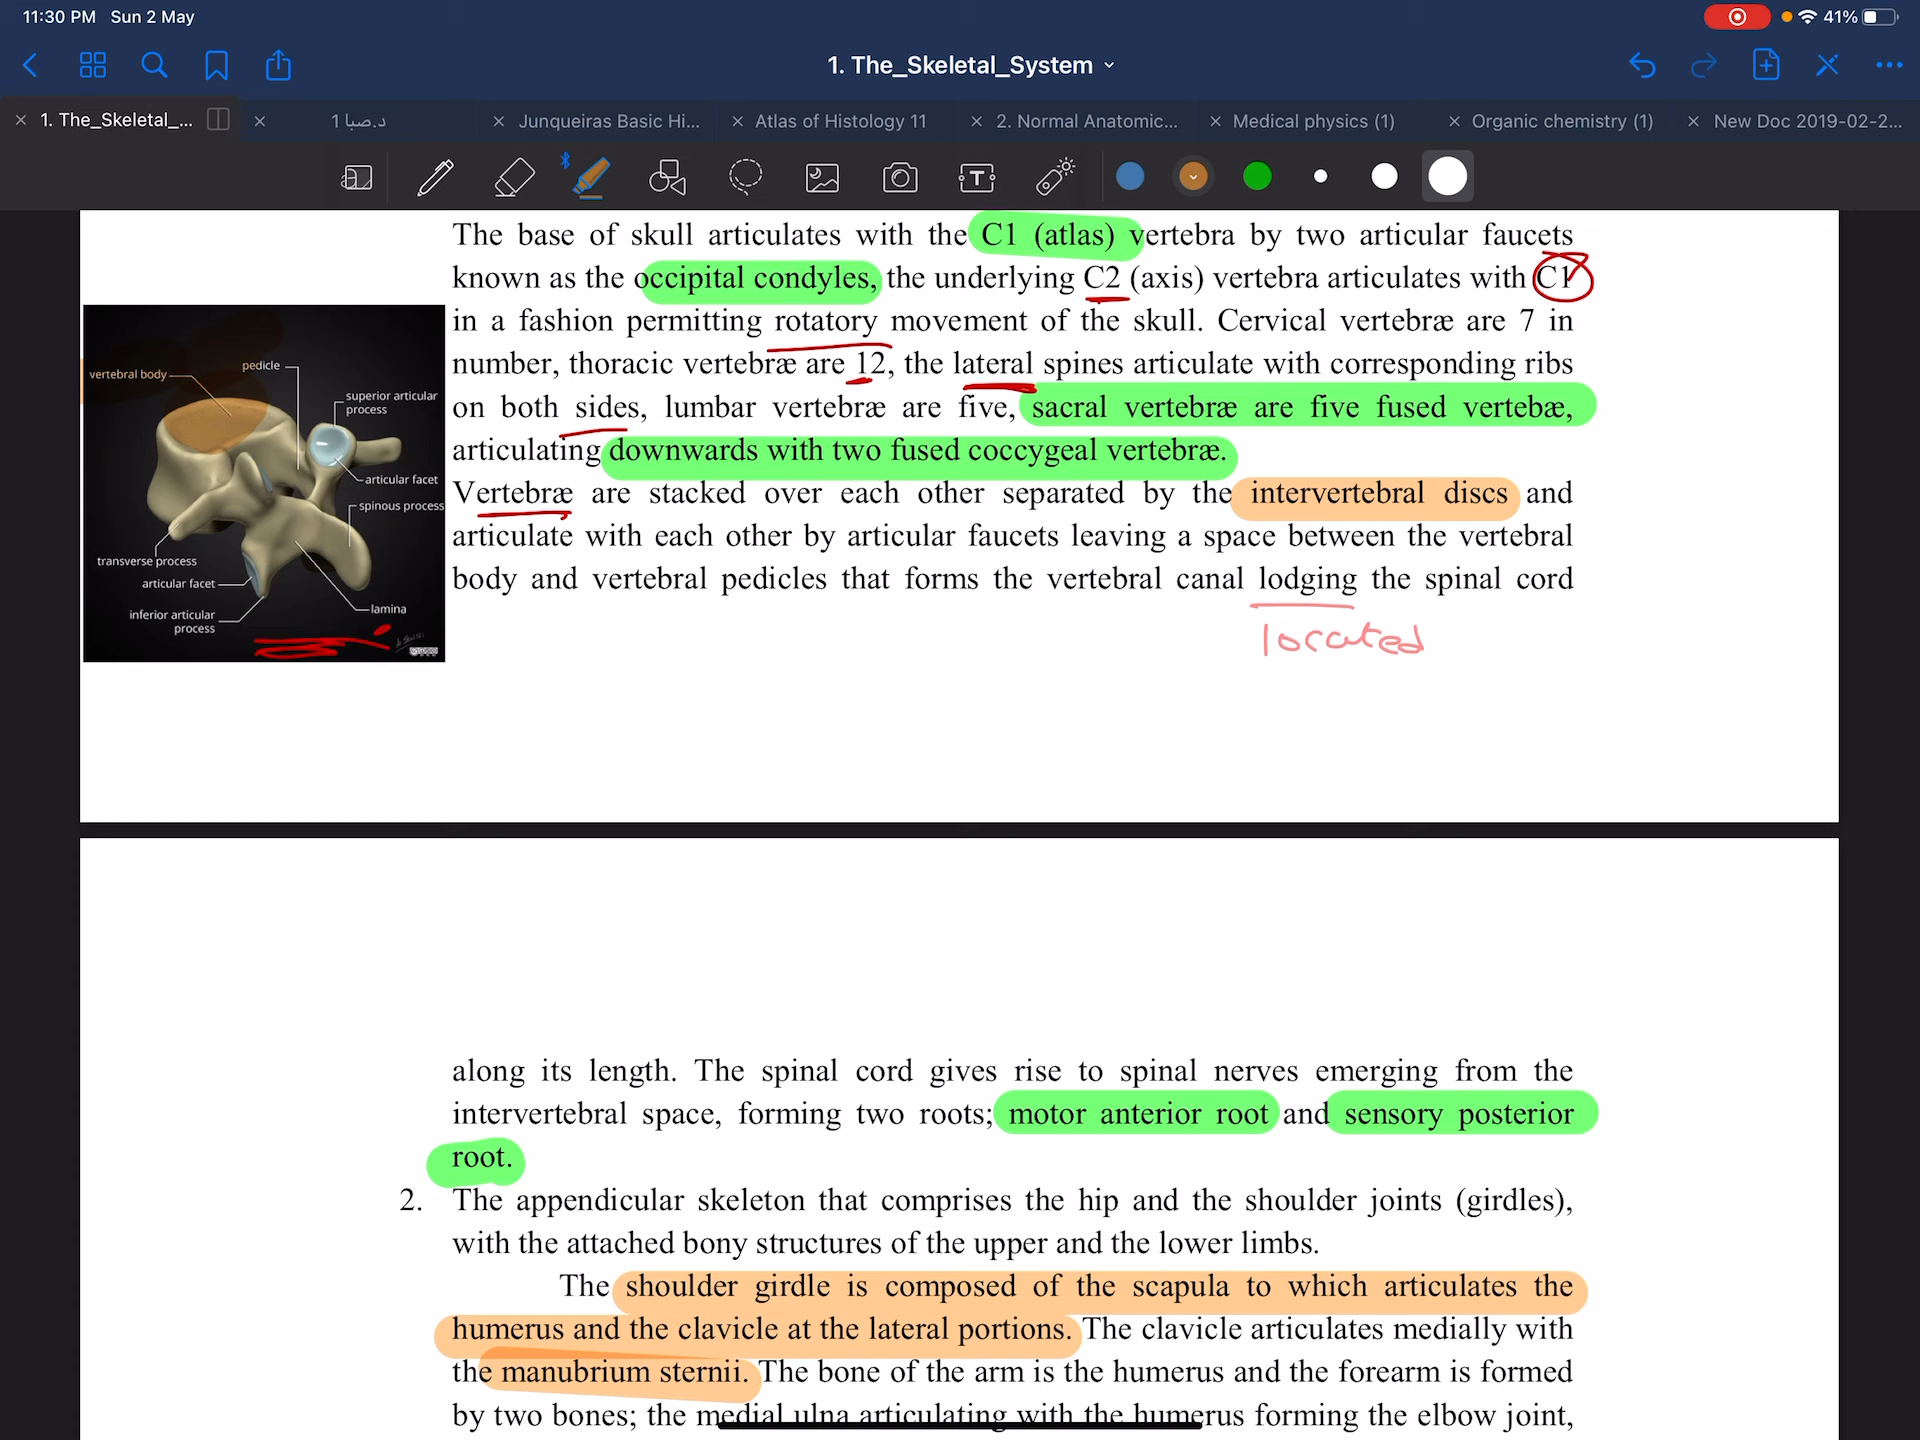 11:30 PM Sun 2 May
41%
1. The_Skeletal_System
1. The_Skeletal_...
د.صبا 1
Junqueiras Basic Hi...
Atlas of Histology 11
2. Normal Anatomic...
Medical physics (1)
Organic chemistry (1)
New Doc 2019-02-2...
The base of skull articulates with the C1 (atlas) vertebra by two articular faucets
known as the occipital condyles, the underlying C2 (axis) vertebra articulates with C1
in a fashion permitting rotatory movement of the skull. Cervical vertebræ are 7 in
number, thoracic vertebræ are 12, the lateral spines articulate with corresponding ribs
on both sides, lumbar vertebræ are five, sacral vertebræ are five fused vertebæ,
articulating downwards with two fused coccygeal vertebræ.
Vertebræ are stacked over each other separated by the intervertebral discs and
articulate with each other by articular faucets leaving a space between the vertebral
body and vertebral pedicles that forms the vertebral canal lodging the spinal cord
located
vertebral body
pedicle
superior articular
process
articular facet
spinous process
transverse process
articular facet
inferior articular
process
lamina
along its length. The spinal cord gives rise to spinal nerves emerging from the
intervertebral space, forming two roots; motor anterior root and sensory posterior
root.
2. The appendicular skeleton that comprises the hip and the shoulder joints (girdles),
with the attached bony structures of the upper and the lower limbs.
The shoulder girdle is composed of the scapula to which articulates the
humerus and the clavicle at the lateral portions. The clavicle articulates medially with
the manubrium sternii. The bone of the arm is the humerus and the forearm is formed
by two bones; the medial ulna articulating with the humerus forming the elbow joint,